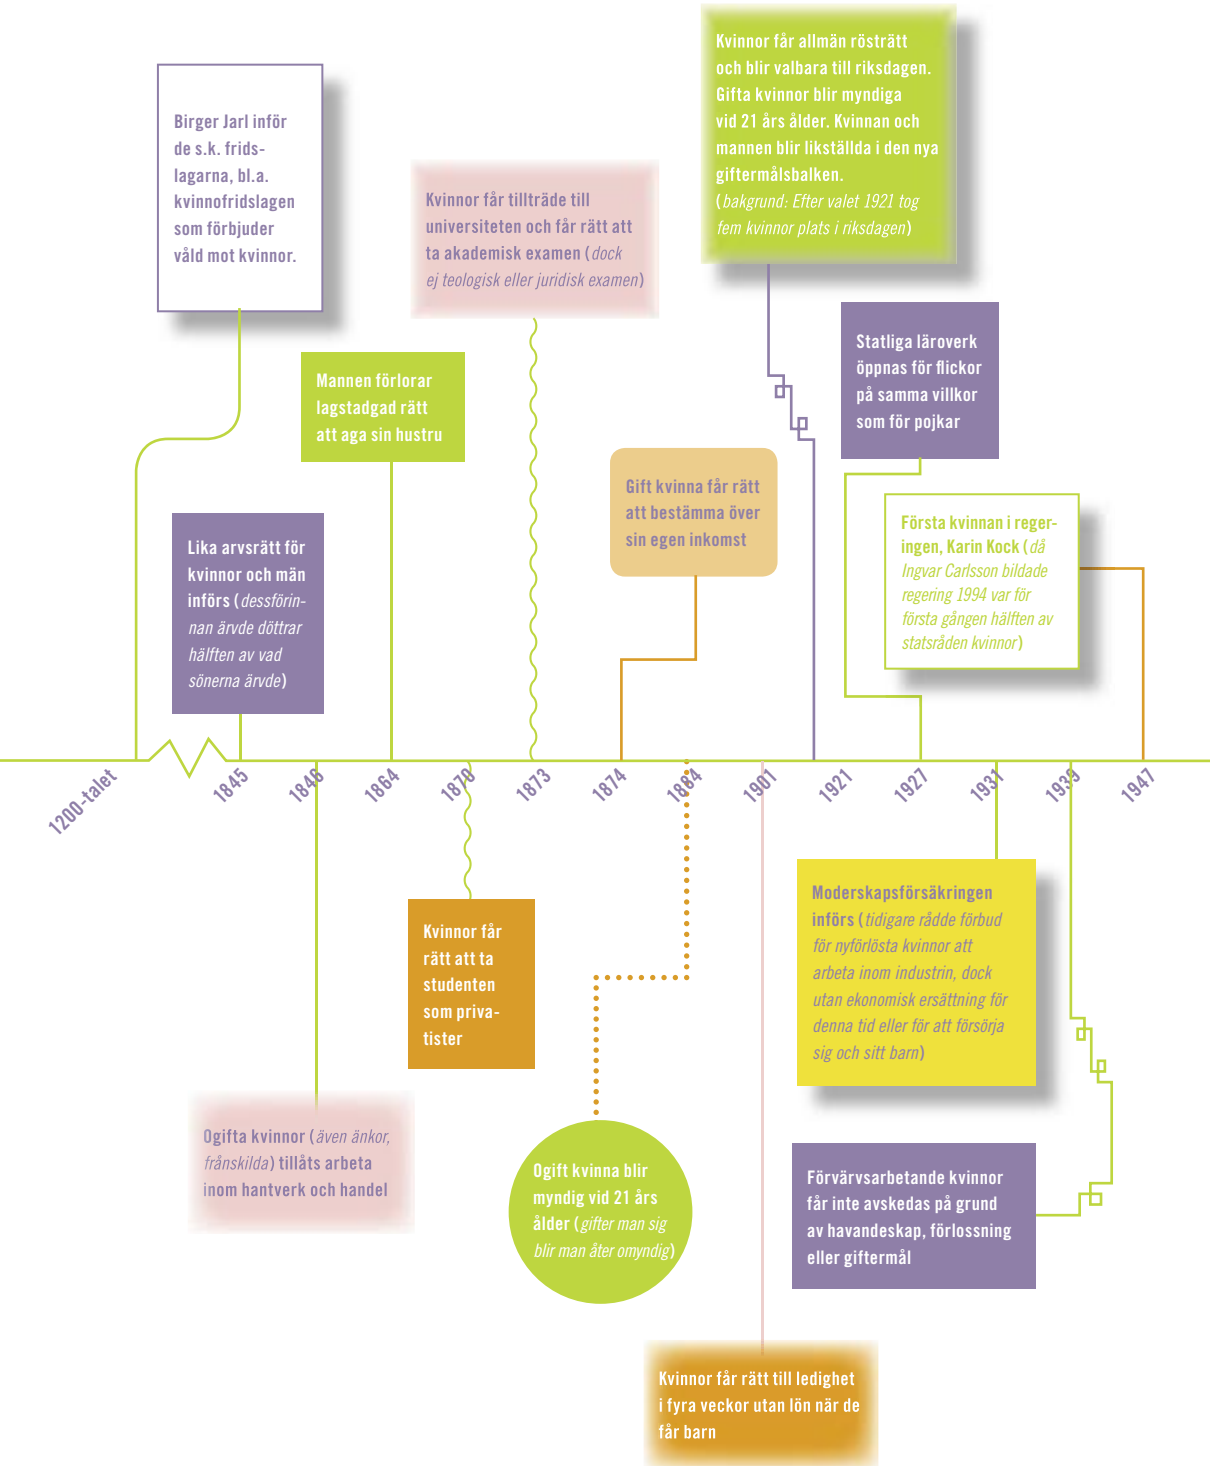 Kvinnor får allmän rösträtt
och blir valbara till riksdagen.
Gifta kvinnor blir myndiga
vid 21 års ålder. Kvinnan och
mannen blir likställda i den nya
giftermålsbalken.
(bakgrund: Efter valet 1921 tog
fem kvinnor plats i riksdagen)
Birger Jarl inför
de s.k. frids-
lagarna, bl.a.
kvinnofridslagen
som förbjuder
våld mot kvinnor.
Kvinnor får tillträde till
universiteten och får rätt att
ta akademisk examen (dock
ej teologisk eller juridisk examen)
Statliga läroverk
öppnas för flickor
på samma villkor
som för pojkar
Mannen förlorar
lagstadgad rätt
att aga sin hustru
Gift kvinna får rätt
att bestämma över
sin egen inkomst
Första kvinnan i reger-
ingen, Karin Kock (då
Ingvar Carlsson bildade
regering 1994 var för
första gången hälften av
statsråden kvinnor)
Lika arvsrätt för
kvinnor och män
införs (dessförin-
nan ärvde döttrar
hälften av vad
sönerna ärvde)
1200-talet
1845
1846
1864
1870
1873
1874
1884
1901
1921
1927
1931
1939
1947
Moderskapsförsäkringen
införs (tidigare rådde förbud
för nyförlösta kvinnor att
arbeta inom industrin, dock
utan ekonomisk ersättning för
denna tid eller för att försörja
sig och sitt barn)
Kvinnor får
rätt att ta
studenten
som priva-
tister
Ogifta kvinnor (även änkor,
frånskilda) tillåts arbeta
inom hantverk och handel
Ogift kvinna blir
myndig vid 21 års
ålder (gifter man sig
blir man åter omyndig)
Förvärvsarbetande kvinnor
får inte avskedas på grund
av havandeskap, förlossning
eller giftermål
Kvinnor får rätt till ledighet
i fyra veckor utan lön när de
får barn